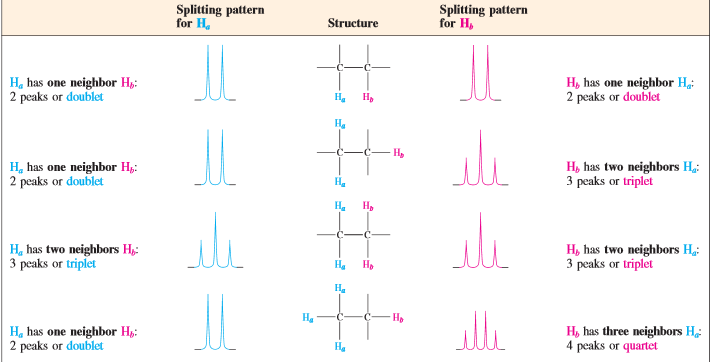 Splitting pattern
for Ha
Structure
Splitting pattern
for Hb
Ha has one neighbor Hb:
2 peaks or doublet
C C
Ha Hb
Hb has one neighbor Ha:
2 peaks or doublet
Ha
C C Hb
Ha
Ha has one neighbor Hb:
2 peaks or doublet
Hb has two neighbors Ha:
3 peaks or triplet
Ha Hb
C C
Ha Hb
Ha has two neighbors Hb:
3 peaks or triplet
Hb has two neighbors Ha:
3 peaks or triplet
Ha
Ha C C Hb
Ha
Ha has one neighbor Hb:
2 peaks or doublet
Hb has three neighbors Ha:
4 peaks or quartet